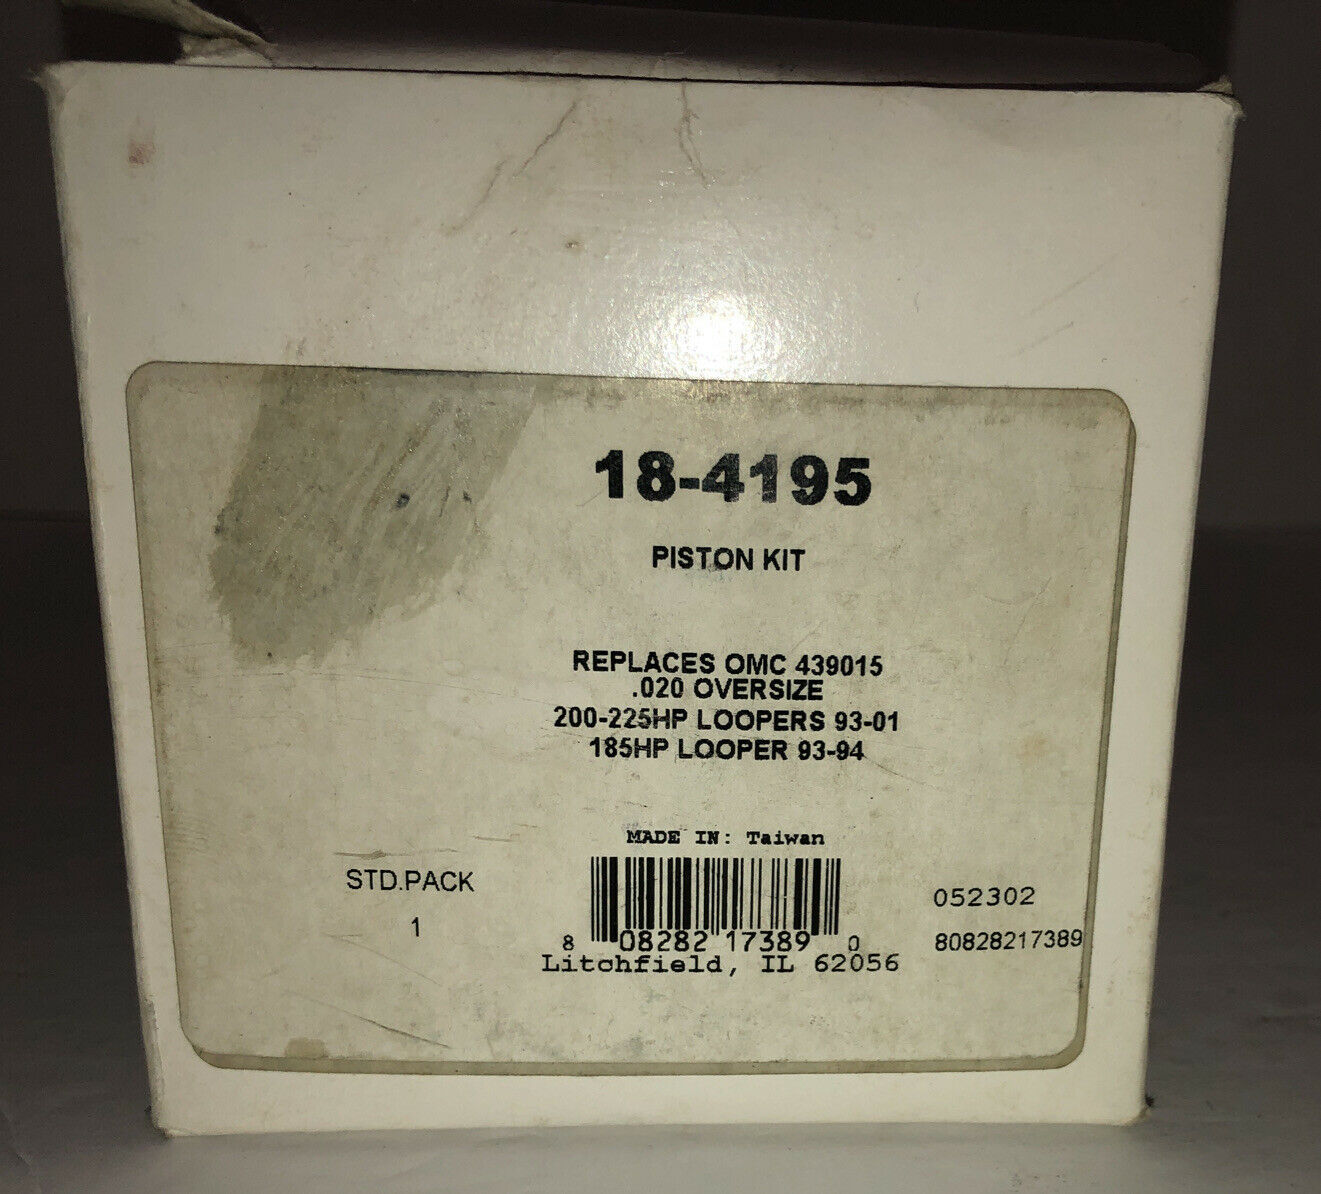 18-4195
PISTON KIT
REPLACES OMC 439015
.020 OVERSIZE
200-225HP LOOPERS 93-01
185HP LOOPER 93-94
MADE IN: Taiwan
STD.PACK
1
052302
8 08282 17389 0
80828217389
Litchfield, IL 62056